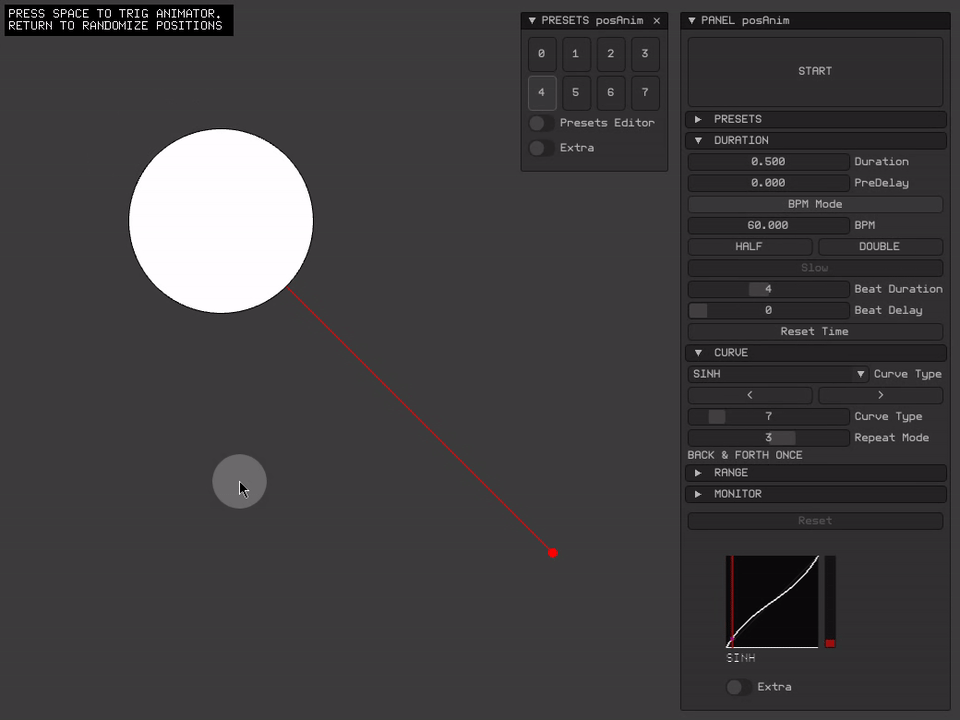 PRESS SPACE TO TRIG ANIMATOR.
RETURN TO RANDOMIZE POSITIONS
PRESETS posAnim
0 1 2 3
4 5 6 7
Presets Editor
Extra
PANEL posAnim
START
PRESETS
DURATION
0.500 Duration
0.000 PreDelay
BPM Mode
60.000 BPM
HALF DOUBLE
Slow
4 Beat Duration
0 Beat Delay
Reset Time
CURVE
SINH Curve Type
< >
7 Curve Type
3 Repeat Mode
BACK & FORTH ONCE
RANGE
MONITOR
Reset
SINH
Extra